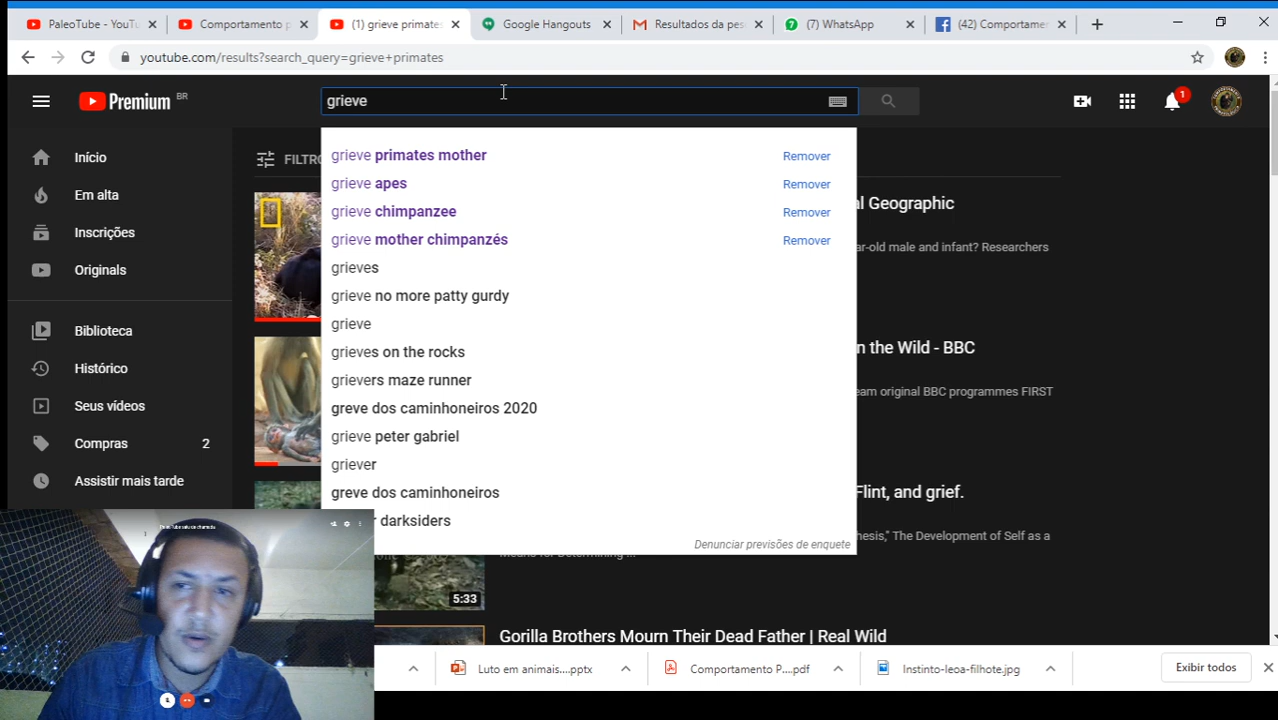 PaleoTube - YouTu
Comportamento p
(1) grieve primates
Google Hangouts
Resultados da pes
(7) WhatsApp
(42) Comportamen
youtube.com/results?search_query=grieve+primates
Premium BR
grieve
1
Início
Em alta
Inscrições
Originals
Biblioteca
Histórico
Seus vídeos
Compras 2
Assistir mais tarde
FILTRO
grieve primates mother Remover
grieve apes Remover
grieve chimpanzee Remover
grieve mother chimpanzés Remover
grieves
grieve no more patty gurdy
grieve
grieves on the rocks
grievers maze runner
greve dos caminhoneiros 2020
grieve peter gabriel
griever
greve dos caminhoneiros
r darksiders
Denunciar previsões de enquete
al Geographic
ar-old male and infant? Researchers
n the Wild - BBC
eam original BBC programmes FIRST
Flint, and grief.
hesis," The Development of Self as a
Means for Determining ...
5:33
Gorilla Brothers Mourn Their Dead Father | Real Wild
Luto em animais....pptx
Comportamento P....pdf
Instinto-leoa-filhote.jpg
Exibir todos